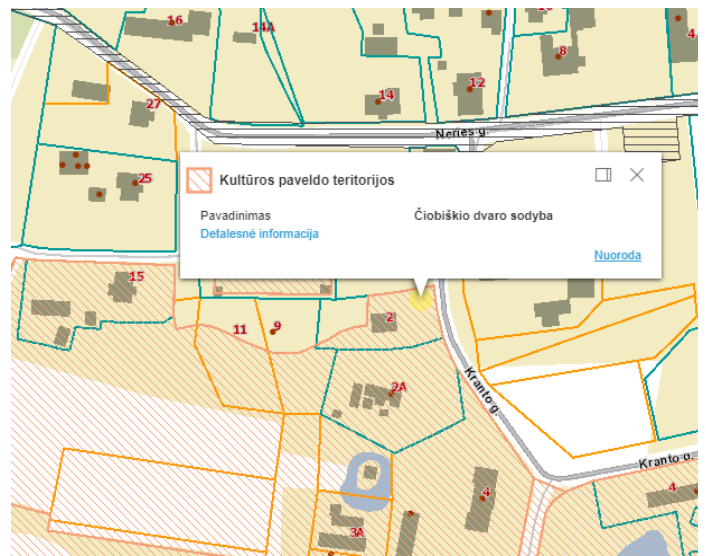 16
14A
8
4
14
12
27
Neries g.
25
Kultūros paveldo teritorijos
Pavadinimas Čiobiškio dvaro sodyba
Detalesnė informacija
Nuoroda
15
11
9
2
2A
Kranto g.
Kranto g.
4
4
3A